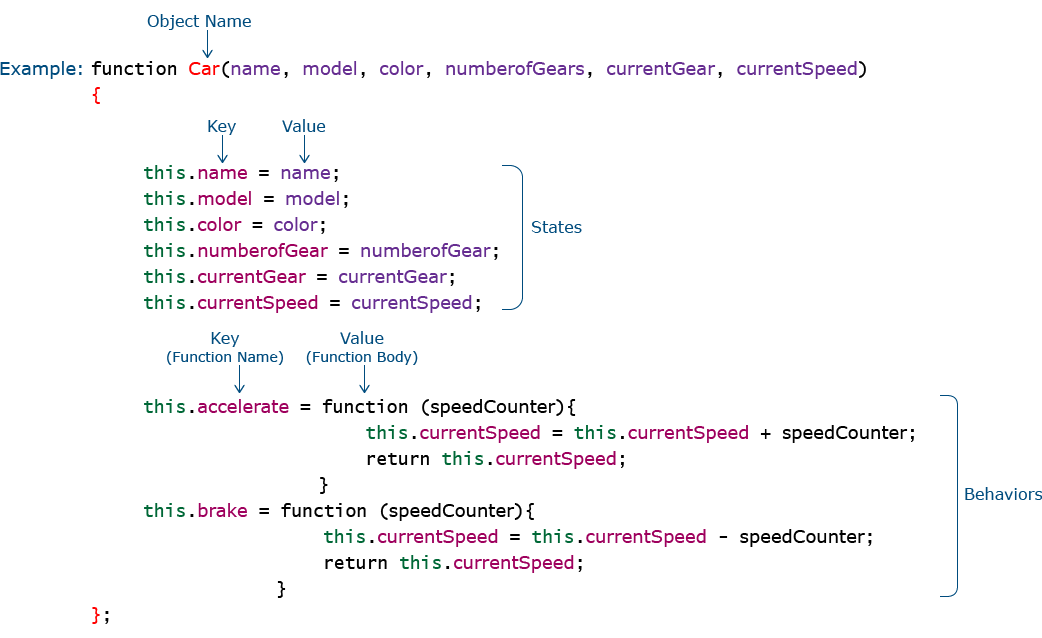 Object Name
Example: function Car(name, model, color, numberofGears, currentGear, currentSpeed)
{
Key Value
this.name = name;
this.model = model;
this.color = color;
States
this.numberofGear = numberofGear;
this.currentGear = currentGear;
this.currentSpeed = currentSpeed;
Key Value
(Function Name) (Function Body)
this.accelerate = function (speedCounter){
this.currentSpeed = this.currentSpeed + speedCounter;
return this.currentSpeed;
}
Behaviors
this.brake = function (speedCounter){
this.currentSpeed = this.currentSpeed - speedCounter;
return this.currentSpeed;
}
};